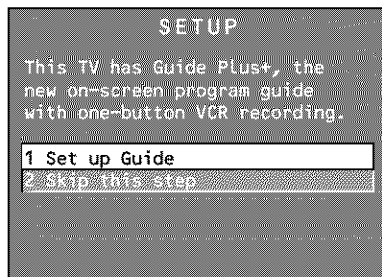 SETUP
This TV has Guide Plus+, the
new on-screen program guide
with one-button VCR recording.
1 Set up Guide
2 Skip this step